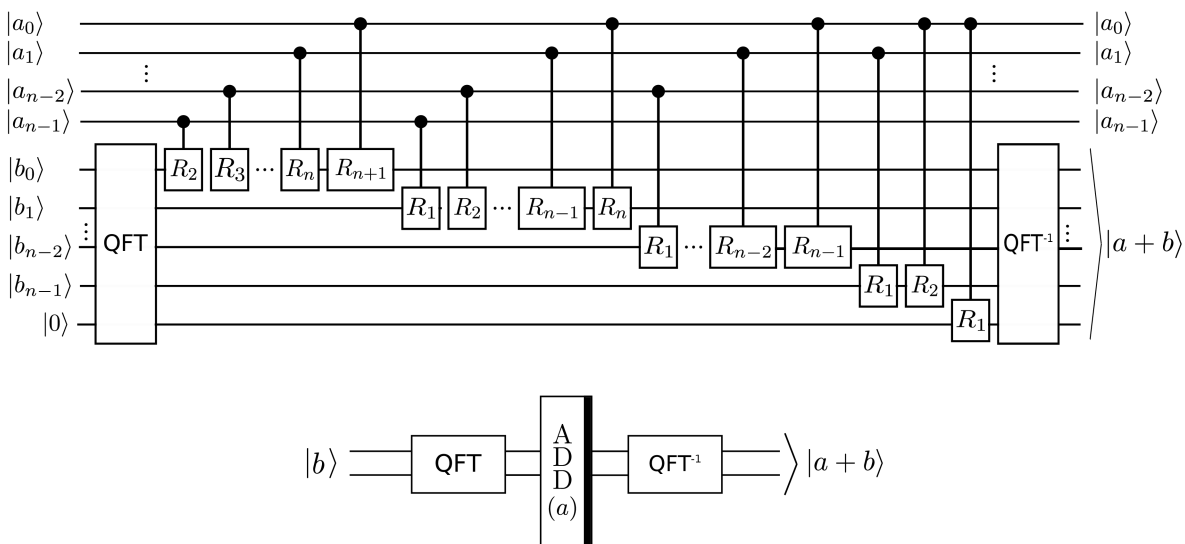 |a₀⟩ |a₀⟩
|a₁⟩ |a₁⟩
⋮ ⋮
|aₙ₋₂⟩ |aₙ₋₂⟩
|aₙ₋₁⟩ |aₙ₋₁⟩
|b₀⟩ R₂ R₃ ... Rₙ Rₙ₊₁
|b₁⟩ R₁ R₂ ... Rₙ₋₁ Rₙ
⋮ ⋮
|bₙ₋₂⟩ QFT R₁ ... Rₙ₋₂ Rₙ₋₁ QFT⁻¹ |a + b⟩
|bₙ₋₁⟩ R₁ R₂
|0⟩ R₁
|b⟩ QFT
A
D
D
(a)
QFT⁻¹ |a + b⟩